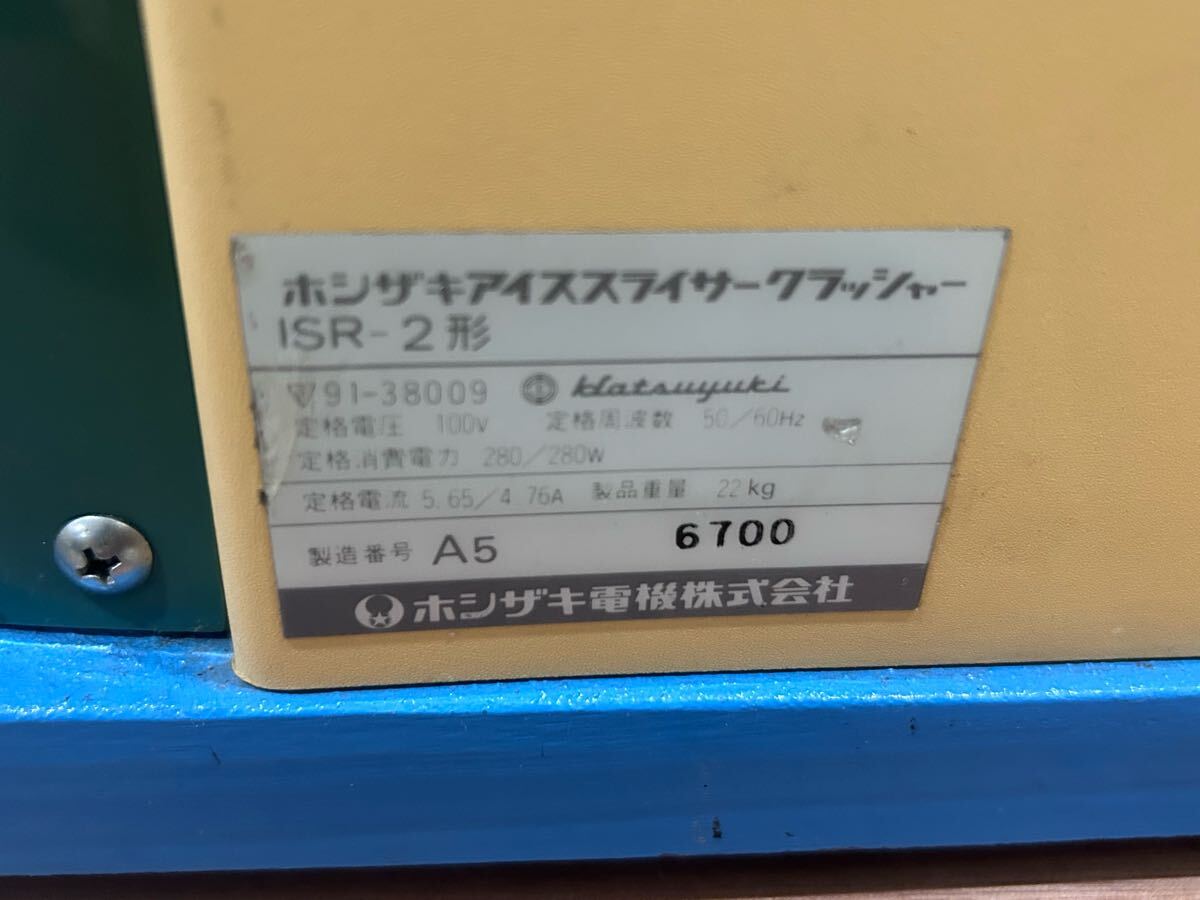 ホシザキアイススライサークラッシャー
ISR-2形
91-38009 Hatsuyuki
定格電圧 100V 定格周波数 50/60Hz
定格消費電力 280/280W
定格電流 5.65/4.76A 製品重量 22kg
製造番号 A5 6700
ホシザキ電機株式会社